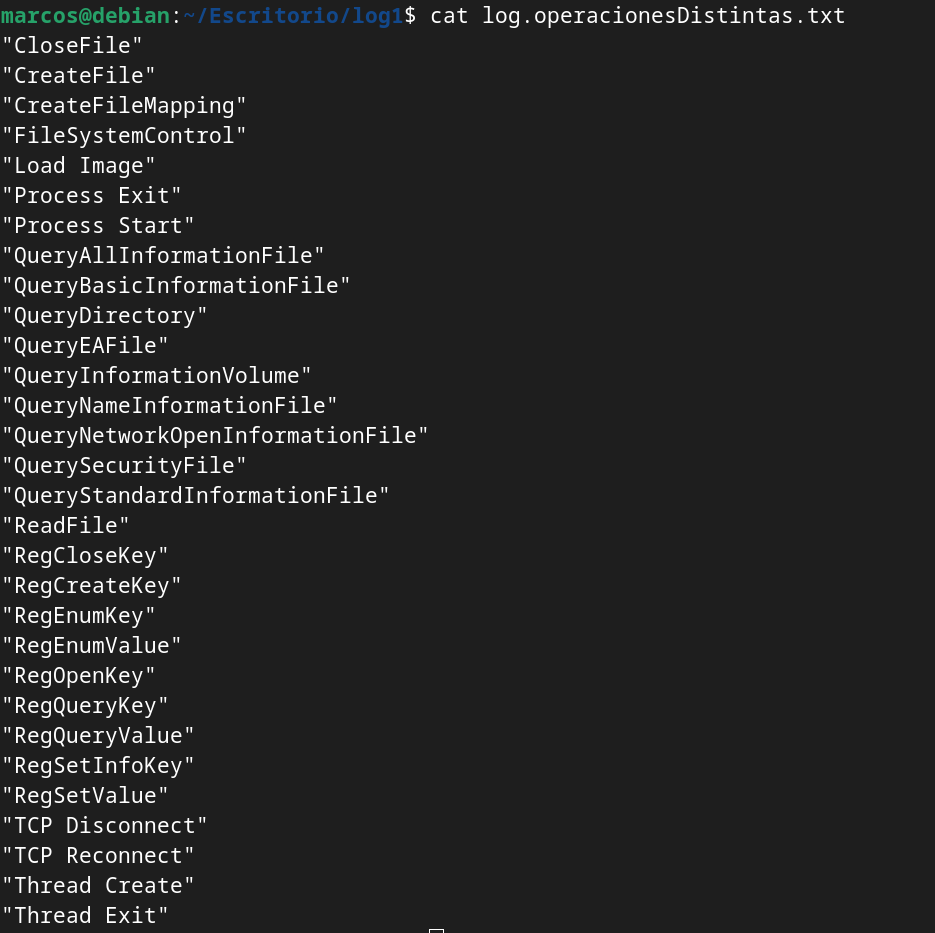 marcos@debian:~/Escritorio/log1$ cat log.operacionesDistintas.txt
"CloseFile"
"CreateFile"
"CreateFileMapping"
"FileSystemControl"
"Load Image"
"Process Exit"
"Process Start"
"QueryAllInformationFile"
"QueryBasicInformationFile"
"QueryDirectory"
"QueryEAFile"
"QueryInformationVolume"
"QueryNameInformationFile"
"QueryNetworkOpenInformationFile"
"QuerySecurityFile"
"QueryStandardInformationFile"
"ReadFile"
"RegCloseKey"
"RegCreateKey"
"RegEnumKey"
"RegEnumValue"
"RegOpenKey"
"RegQueryKey"
"RegQueryValue"
"RegSetInfoKey"
"RegSetValue"
"TCP Disconnect"
"TCP Reconnect"
"Thread Create"
"Thread Exit"